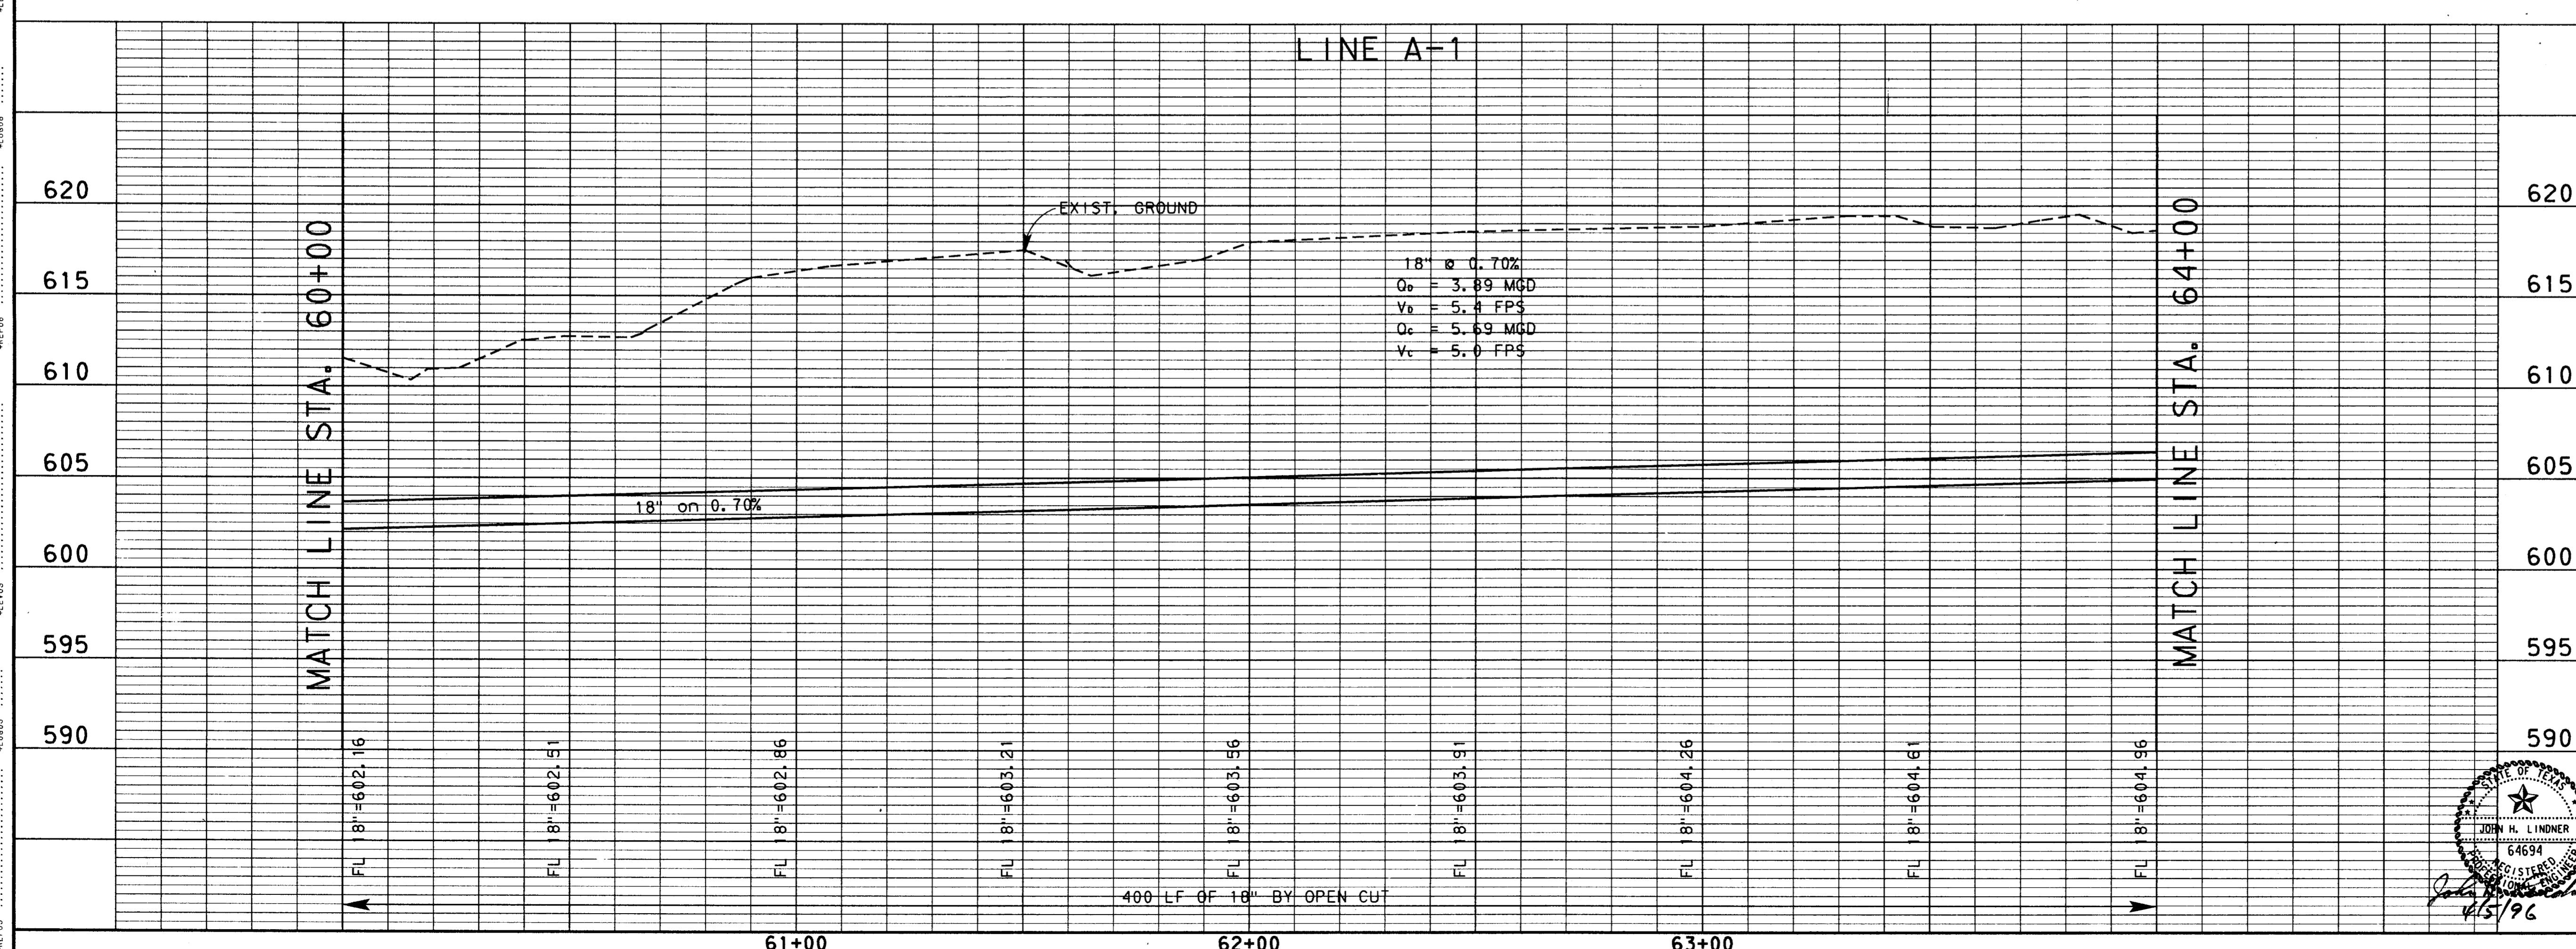 LINE A-1
620
615
610
605
600
595
590
MATCH LINE STA. 60+00
EXIST. GROUND
18" @ 0.70%
QD = 3.89 MGD
VD = 5.4 FPS
QC = 5.69 MGD
VC = 5.0 FPS
18" on 0.70%
MATCH LINE STA. 64+00
620
615
610
605
600
595
590
FL 18"=602.16
FL 18"=602.51
FL 18"=602.86
FL 18"=603.21
FL 18"=603.56
FL 18"=603.91
FL 18"=604.26
FL 18"=604.61
FL 18"=604.96
400 LF OF 18" BY OPEN CUT
61+00
62+00
63+00
STATE OF TEXAS
JOHN H. LINDNER
64694
REGISTERED
PROFESSIONAL ENGINEER
4/5/96